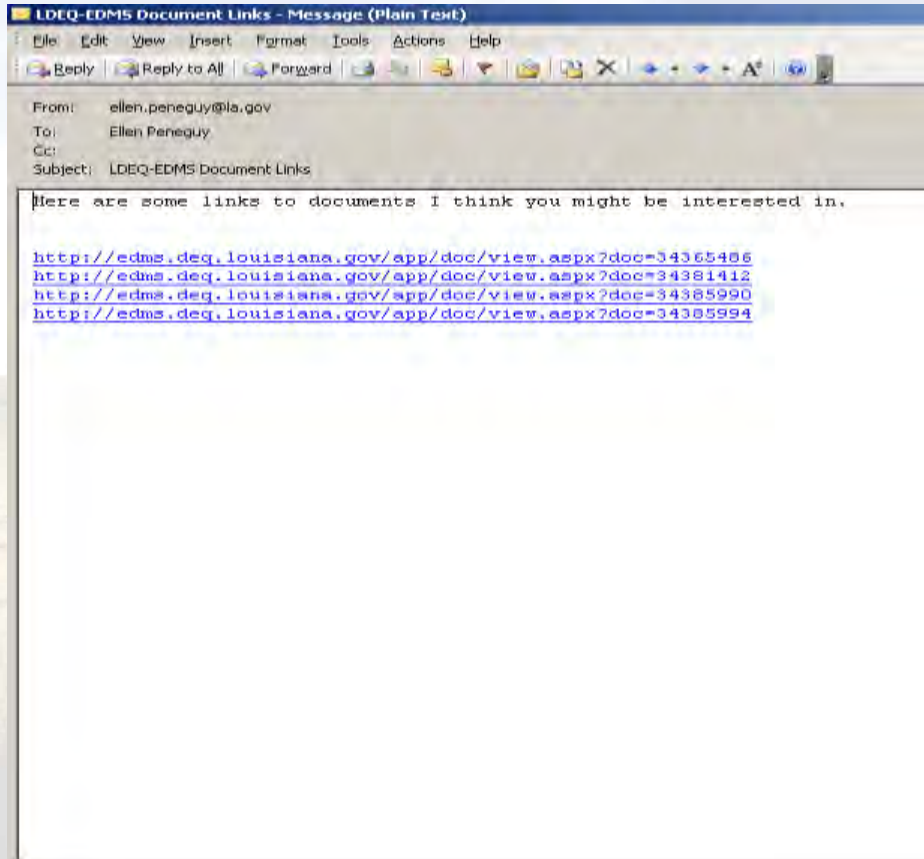 LDEQ-EDMS Document Links - Message (Plain Text)
File Edit View Insert Format Tools Actions Help
Reply Reply to All Forward
From: ellen.peneguy@la.gov
To: Ellen Peneguy
Cc:
Subject: LDEQ-EDMS Document Links
Here are some links to documents I think you might be interested in.
http://edms.deq.louisiana.gov/app/doc/view.aspx?doc=34365486
http://edms.deq.louisiana.gov/app/doc/view.aspx?doc=34381412
http://edms.deq.louisiana.gov/app/doc/view.aspx?doc=34385990
http://edms.deq.louisiana.gov/app/doc/view.aspx?doc=34385994